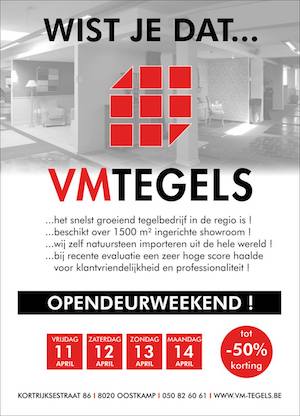 WIST JE DAT...
VMTEGELS
...het snelst groeiend tegelbedrijf in de regio is !
...beschikt over 1500 m² ingerichte showroom !
...wij zelf natuursteen importeren uit de hele wereld !
...bij recente evaluatie een zeer hoge score haalde
voor klantvriendelijkheid en professionaliteit !
OPENDEURWEEKEND !
VRIJDAG 11 APRIL
ZATERDAG 12 APRIL
ZONDAG 13 APRIL
MAANDAG 14 APRIL
tot -50% korting
KORTRIJKSESTRAAT 86 I 8020 OOSTKAMP I 050 82 60 61 I WWW.VM-TEGELS.BE